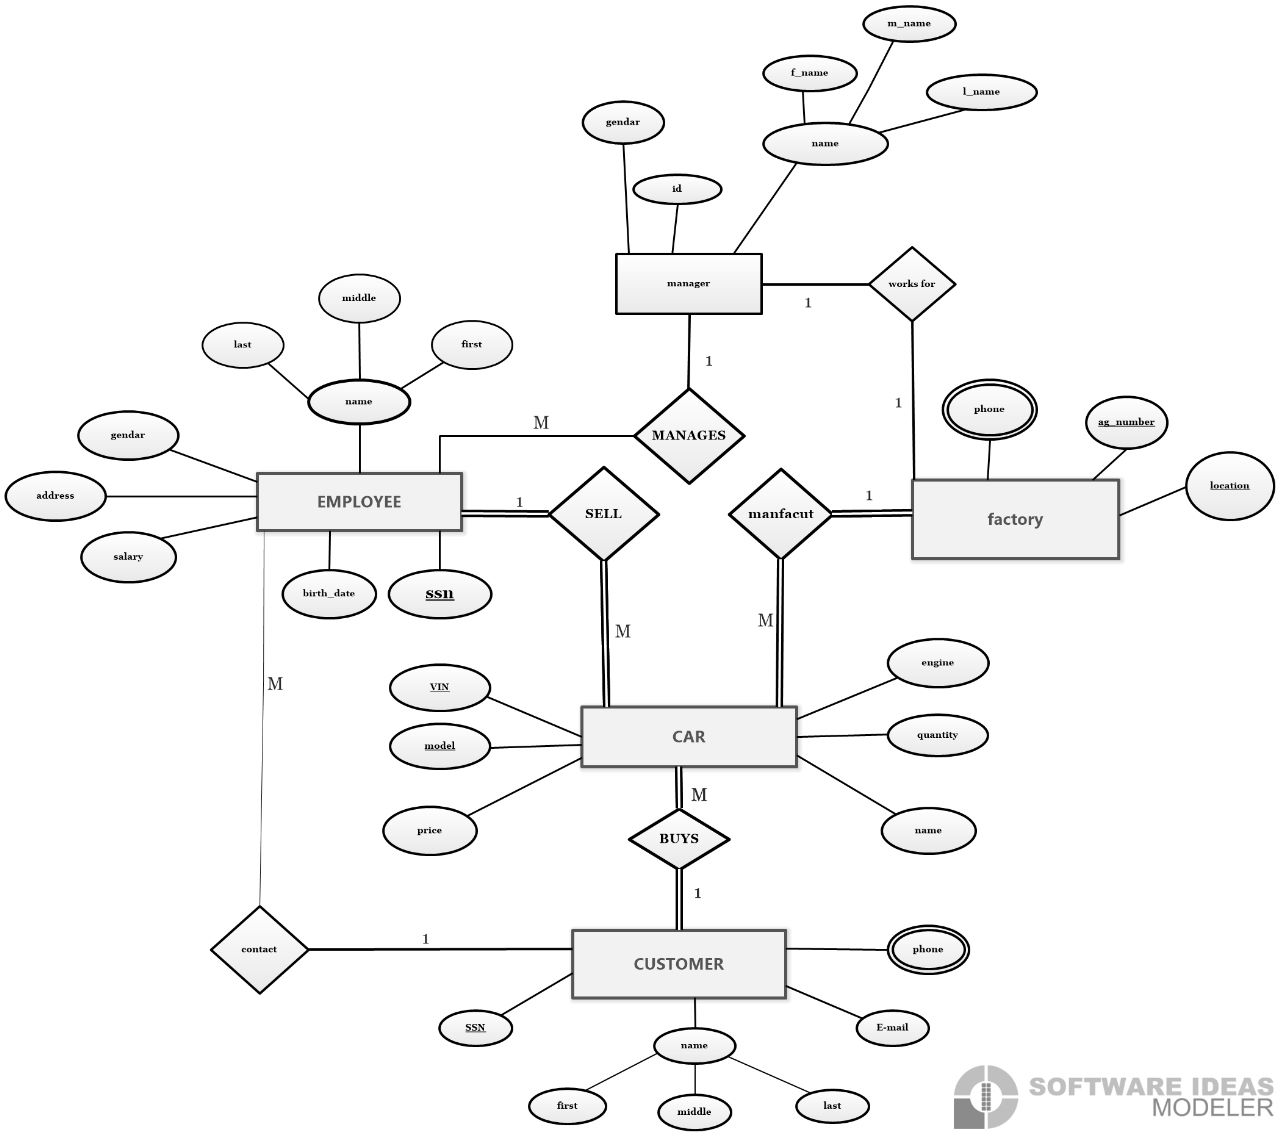 m_name
f_name
l_name
gendar
name
id
manager
works for
1
middle
last
first
1
name
1
phone
M
MANAGES
ag_number
gendar
location
address
EMPLOYEE
1
SELL
manfacut
1
factory
salary
birth_date
ssn
M
M
engine
M
VIN
model
CAR
quantity
M
price
BUYS
name
1
contact
1
CUSTOMER
phone
SSN
E-mail
name
first
middle
last
SOFTWARE IDEAS
MODELER